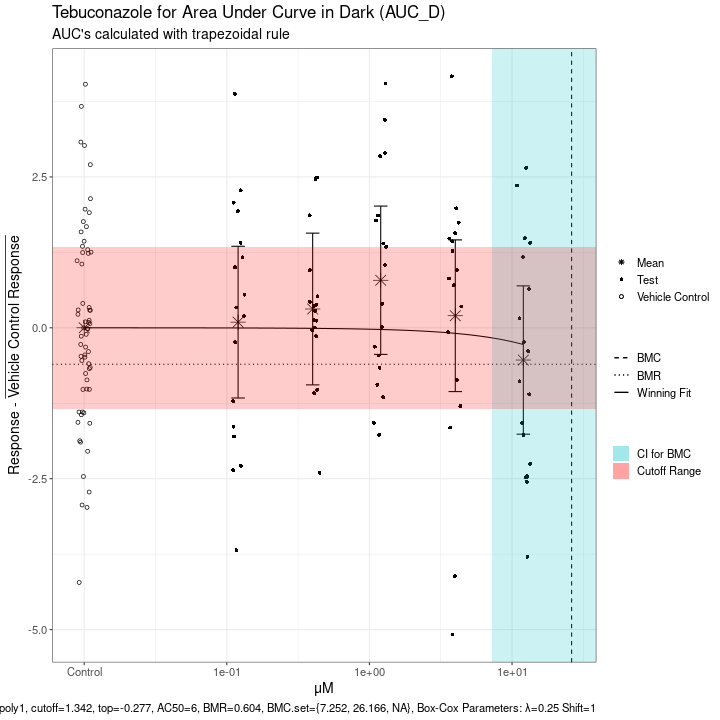 Tebuconazole for Area Under Curve in Dark (AUC_D)
AUC's calculated with trapezoidal rule
Response - Vehicle Control Response
2.5
0.0
-2.5
-5.0
Control
1e-01
1e+00
1e+01
µM
Mean
Test
Vehicle Control
BMC
BMR
Winning Fit
CI for BMC
Cutoff Range
poly1, cutoff=1.342, top=-0.277, AC50=6, BMR=0.604, BMC.set={7.252, 26.166, NA}, Box-Cox Parameters: λ=0.25 Shift=1